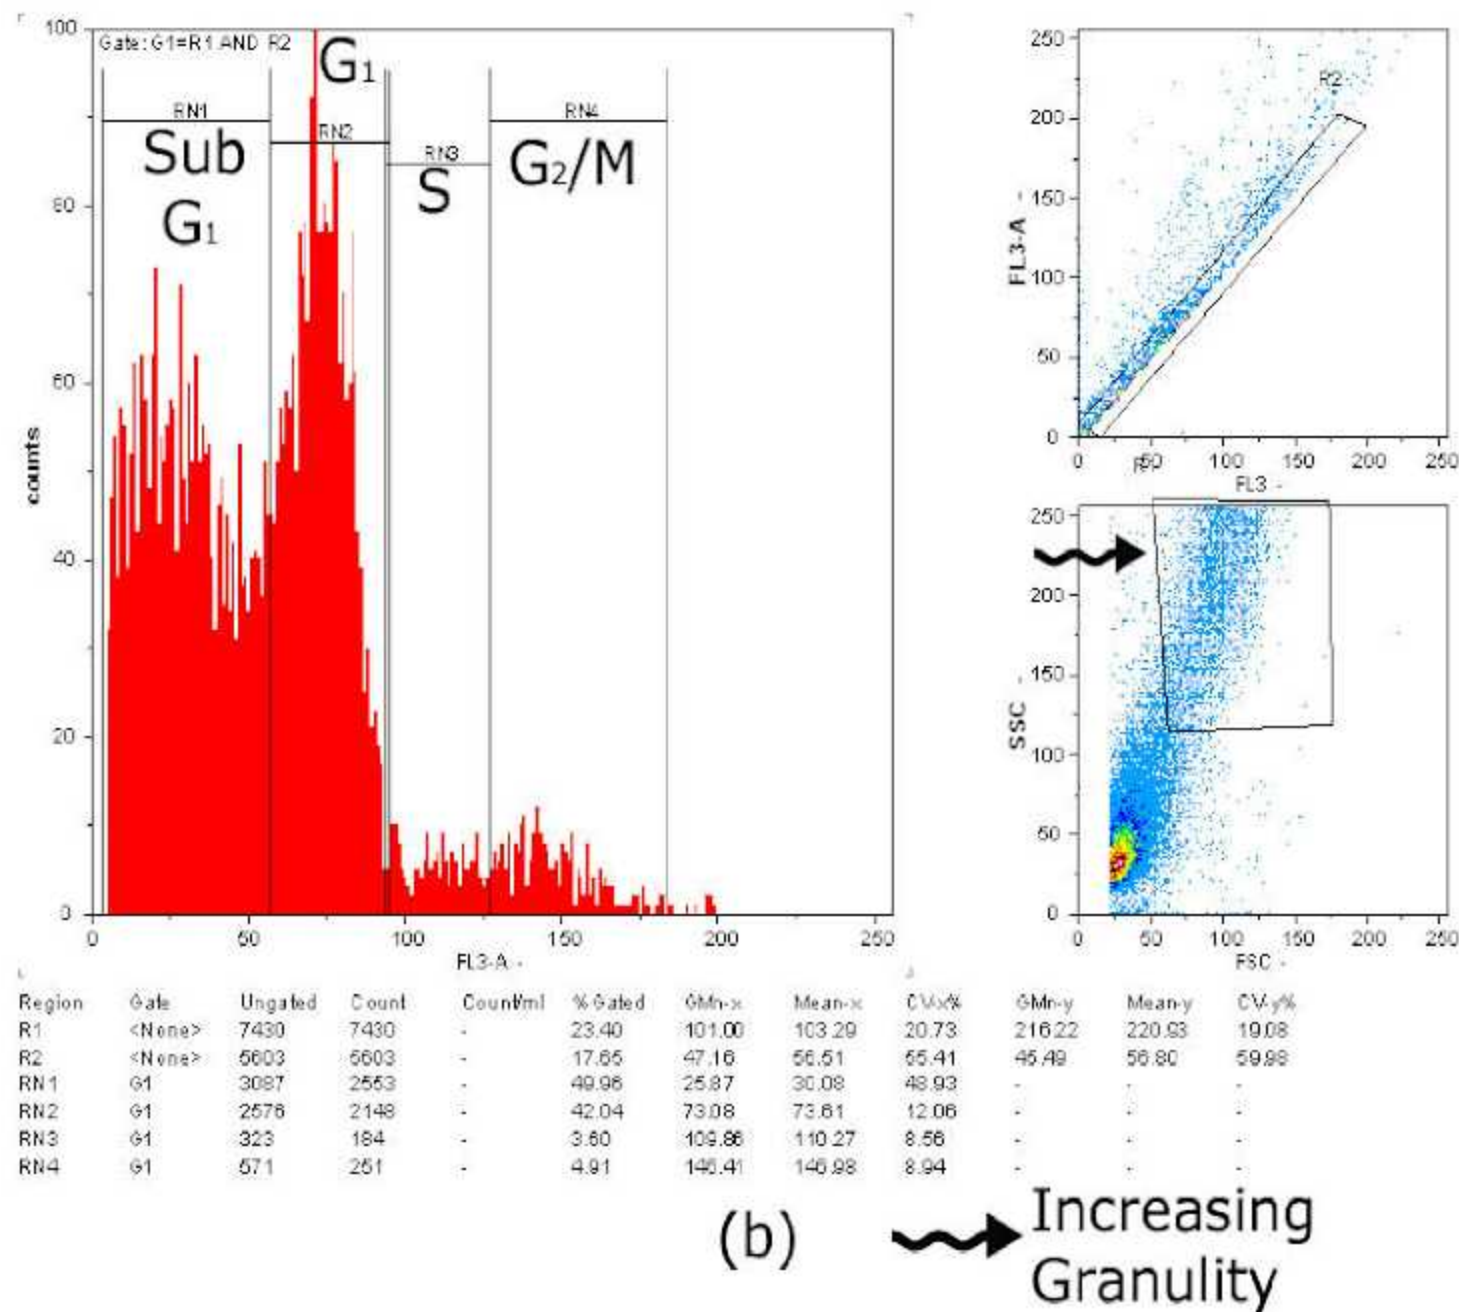 Gate: G1=R1 AND R2
G1
RN1
RN2
RN3
RN4
Sub
G1
S
G2/M
100
80
60
40
20
0
counts
0 50 100 150 200 250
FL3-A
R2
250
200
150
100
50
0
FL3-A
0 50 100 150 200 250
FL3
250
200
150
100
50
0
SSC
0 50 100 150 200 250
FSC
Region Gate Ungated Count Count/ml % Gated GMn-x Mean-x CV-x% GMn-y Mean-y CV-y%
R1 <None> 7430 7430 - 23.40 101.00 103.29 20.73 216.22 220.93 19.08
R2 <None> 5603 5603 - 17.65 47.16 56.51 55.41 45.49 56.80 59.98
RN1 G1 3087 2553 - 49.96 25.87 30.08 48.93 - - -
RN2 G1 2576 2148 - 42.04 73.08 73.61 12.06 - - -
RN3 G1 323 184 - 3.60 109.86 110.27 8.56 - - -
RN4 G1 571 251 - 4.91 146.41 146.98 8.94 - - -
(b)
Increasing
Granulity